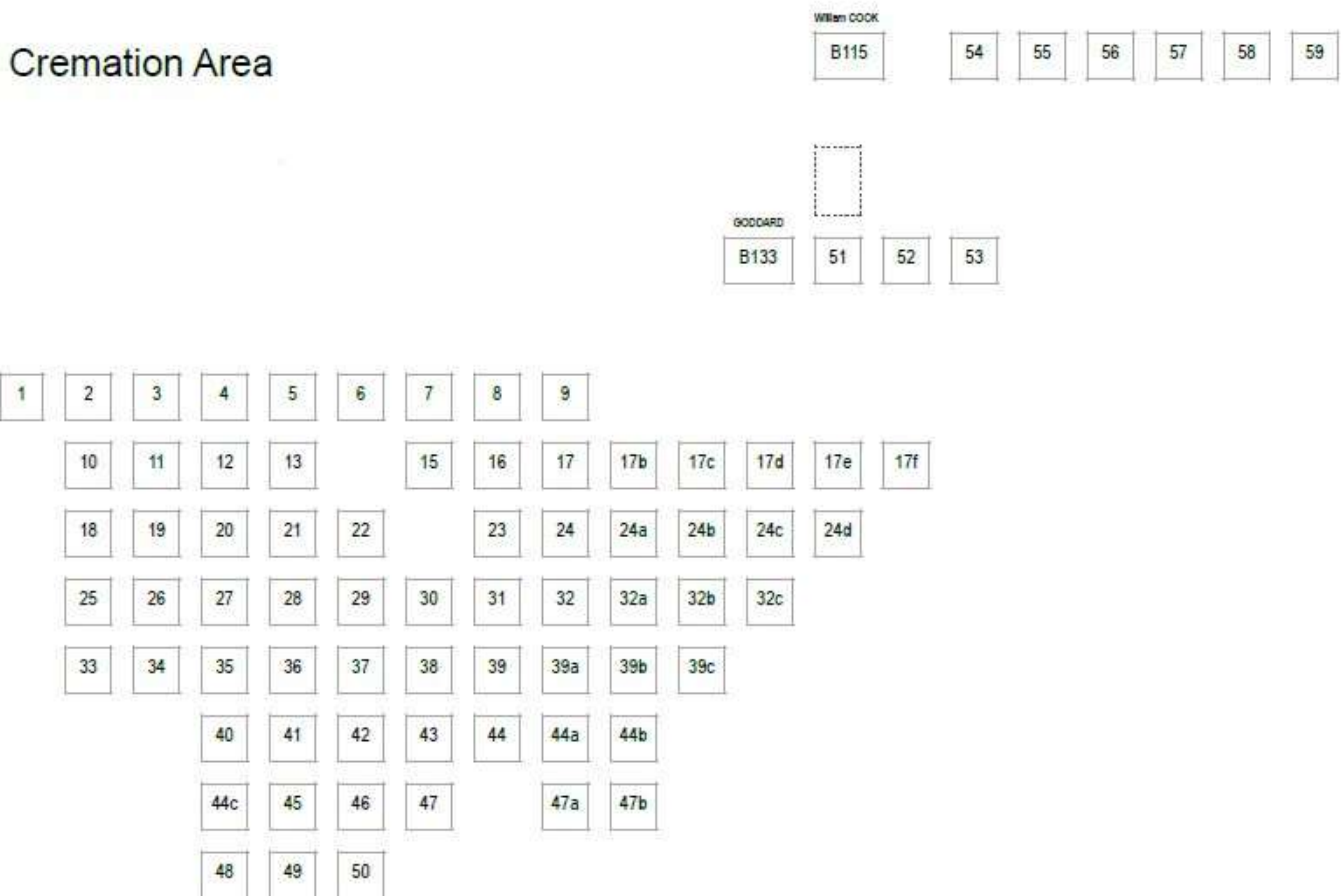 William COOK
Cremation Area
B115 54 55 56 57 58 59
GODDARD
B133 51 52 53
1 2 3 4 5 6 7 8 9
10 11 12 13 15 16 17 17b 17c 17d 17e 17f
18 19 20 21 22 23 24 24a 24b 24c 24d
25 26 27 28 29 30 31 32 32a 32b 32c
33 34 35 36 37 38 39 39a 39b 39c
40 41 42 43 44 44a 44b
44c 45 46 47 47a 47b
48 49 50